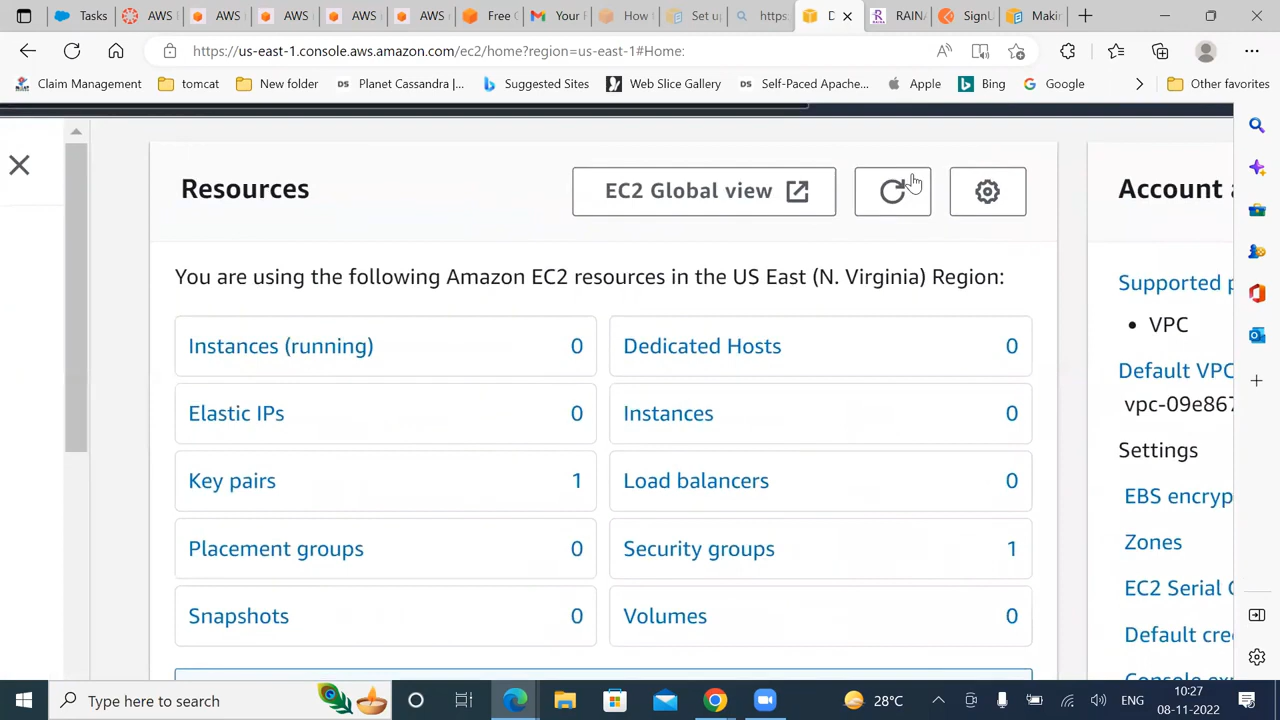 Tasks
AWS
AWS
AWS
AWS
AWS
Free
Your
How
Set up
https:
RAINA
SignU
Makin
https://us-east-1.console.aws.amazon.com/ec2/home?region=us-east-1#Home:
Claim Management
tomcat
New folder
DS Planet Cassandra |...
Suggested Sites
Web Slice Gallery
DS Self-Paced Apache...
Apple
Bing
Google
Other favorites
Resources
EC2 Global view
Account
You are using the following Amazon EC2 resources in the US East (N. Virginia) Region:
Instances (running) 0
Dedicated Hosts 0
Elastic IPs 0
Instances 0
Key pairs 1
Load balancers 0
Placement groups 0
Security groups 1
Snapshots 0
Volumes 0
Supported
• VPC
Default VPC
vpc-09e867
Settings
EBS encryp
Zones
EC2 Serial
Default cre
Type here to search
28°C
ENG
10:27
08-11-2022